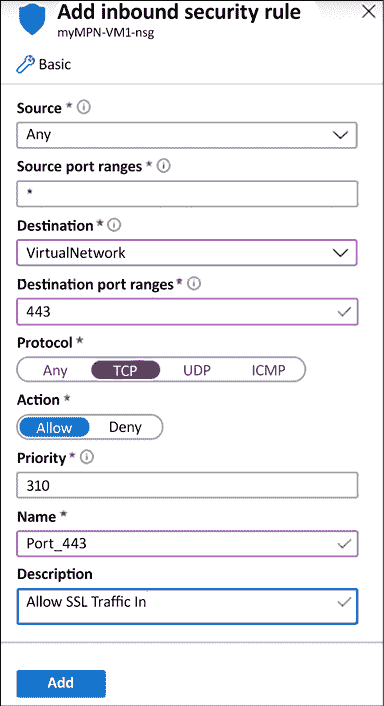 Add inbound security rule
myMPN-VM1-nsg
Basic
Source *
Any
Source port ranges *
*
Destination *
VirtualNetwork
Destination port ranges *
443
Protocol *
Any TCP UDP ICMP
Action *
Allow Deny
Priority *
310
Name *
Port_443
Description
Allow SSL Traffic In
Add